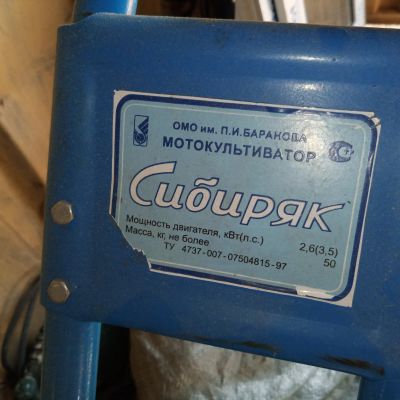 ОМО им. П.И.БАРАНОВА
МОТОКУЛЬТИВАТОР
Сибиряк
Мощность двигателя, кВт(л.с.) 2,6(3,5)
Масса, кг, не более 50
ТУ 4737-007-07504815-97